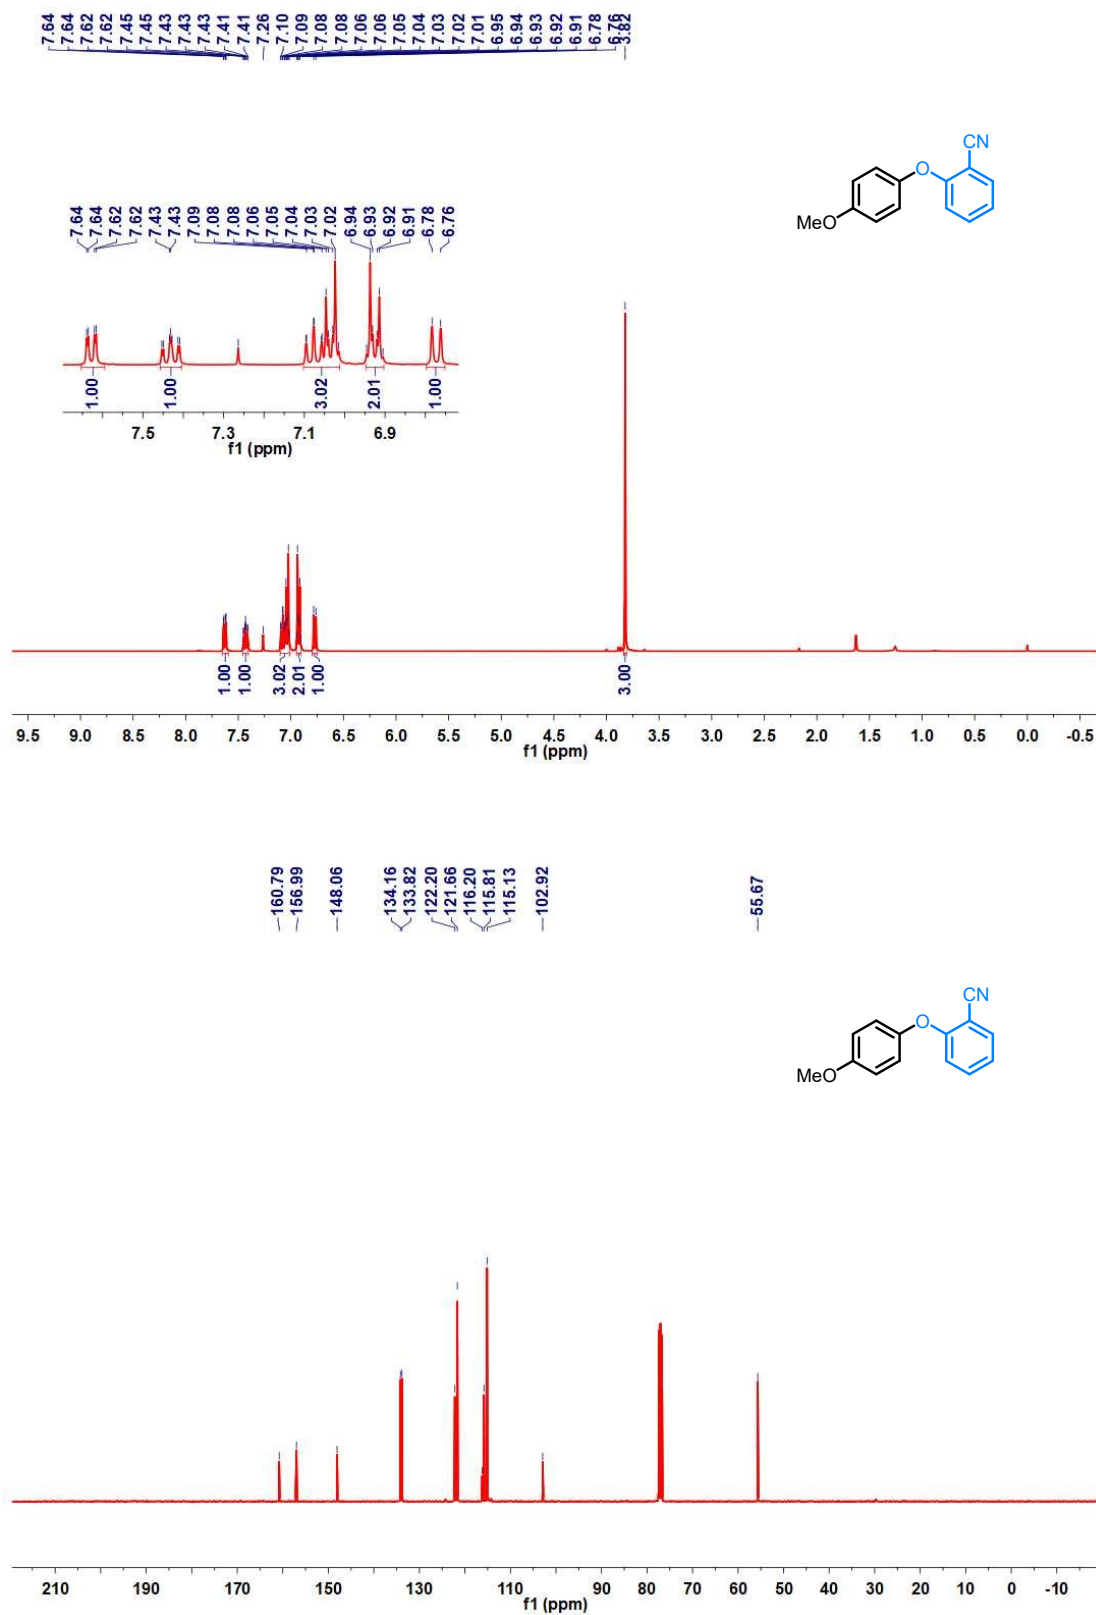 7.64 7.64 7.62 7.62 7.45 7.45 7.43 7.43 7.43 7.41 7.41 7.26 7.10 7.09 7.08 7.08 7.06 7.06 7.05 7.04 7.03 7.02 7.01 6.95 6.94 6.93 6.92 6.91 6.78 6.76 3.82
CN
O
MeO
7.64 7.64 7.62 7.62 7.43 7.43 7.09 7.08 7.08 7.06 7.05 7.04 7.03 7.02 6.94 6.93 6.92 6.91 6.78 6.76
1.00 1.00 3.02 2.01 1.00
7.5 7.3 7.1 6.9
f1 (ppm)
1.00 1.00 3.02 2.01 1.00 3.00
9.5 9.0 8.5 8.0 7.5 7.0 6.5 6.0 5.5 5.0 4.5 4.0 3.5 3.0 2.5 2.0 1.5 1.0 0.5 0.0 -0.5
f1 (ppm)
160.79 156.99 148.06 134.16 133.82 122.20 121.66 116.20 115.81 115.13 102.92 55.67
CN
O
MeO
210 190 170 150 130 110 90 80 70 60 50 40 30 20 10 0 -10
f1 (ppm)